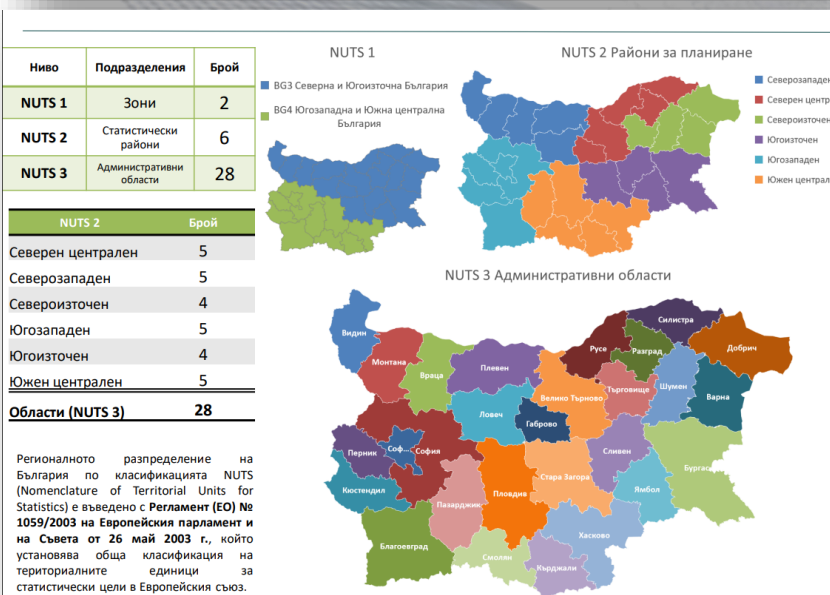 NUTS 1
NUTS 2 Райони за планиране
Ниво Подразделения Брой
NUTS 1 Зони 2
NUTS 2 Статистически райони 6
NUTS 3 Административни области 28
BG3 Северна и Югоизточна България
BG4 Югозападна и Южна централна
България
Северозападен
Северен центр
Североизточен
Югоизточен
Югозападен
Южен централ
NUTS 2 Брой
Северен централен 5
Северозападен 5
Североизточен 4
Югозападен 5
Югоизточен 4
Южен централен 5
Области (NUTS 3) 28
NUTS 3 Административни области
Видин
Монтана
Враца
Плевен
Велико Търново
Русе
Силистра
Разград
Добрич
Търговище
Шумен
Варна
Ловеч
Габрово
Перник
Соф...
София
Кюстендил
Пазарджик
Пловдив
Стара Загора
Сливен
Бургас
Ямбол
Благоевград
Смолян
Хасково
Кърджали
Регионалното разпределение на
България по класификацията NUTS
(Nomenclature of Territorial Units for
Statistics) е въведено с Регламент (ЕО) №
1059/2003 на Европейския парламент и
на Съвета от 26 май 2003 г., който
установява обща класификация на
териториалните единици за
статистически цели в Европейския съюз.